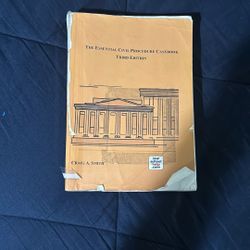 The Essential Civil Procedure Casebook
Third Edition
Craig A. Smith